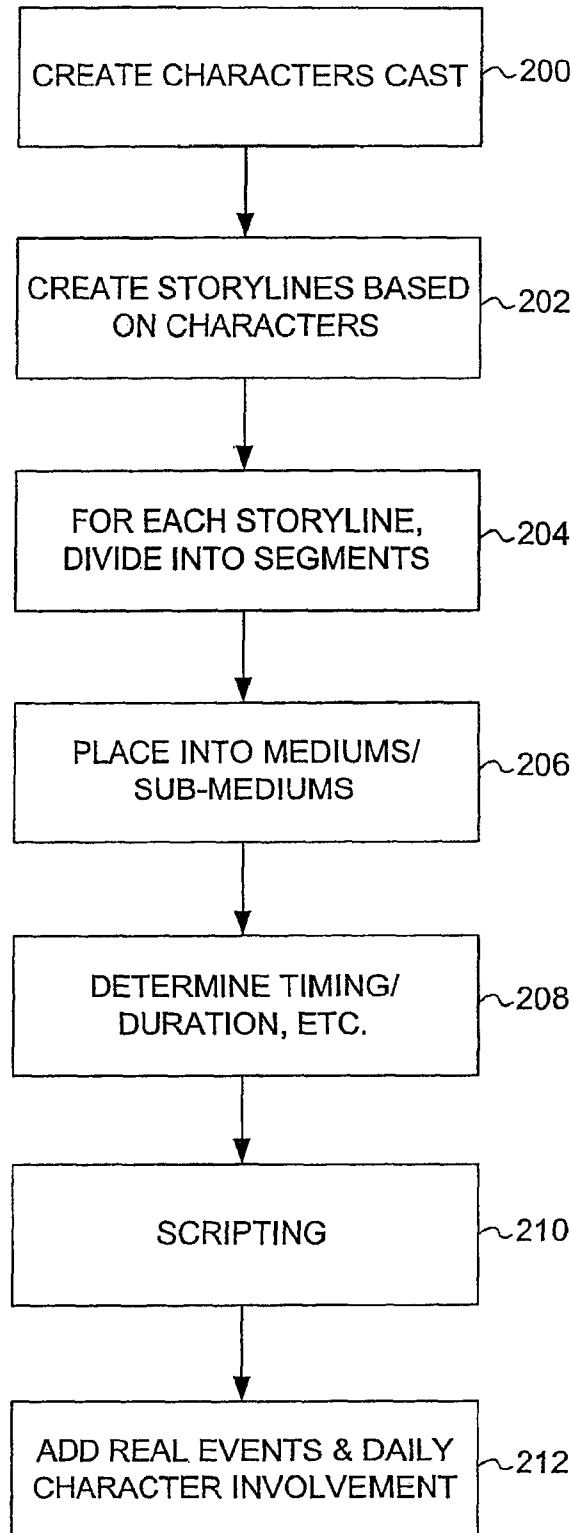 CREATE CHARACTERS CAST
200
CREATE STORYLINES BASED
ON CHARACTERS
202
FOR EACH STORYLINE,
DIVIDE INTO SEGMENTS
204
PLACE INTO MEDIUMS/
SUB-MEDIUMS
206
DETERMINE TIMING/
DURATION, ETC.
208
SCRIPTING
210
ADD REAL EVENTS & DAILY
CHARACTER INVOLVEMENT
212